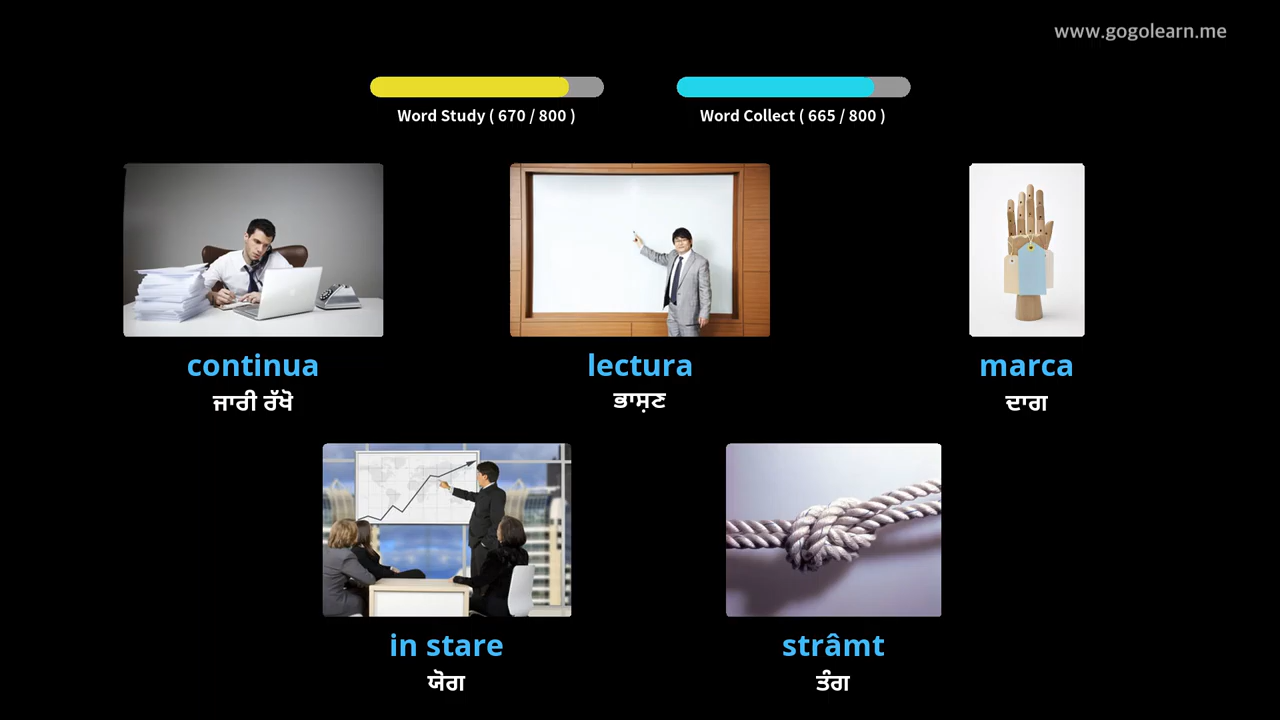 www.gogolearn.me
Word Study ( 670 / 800 )
Word Collect ( 665 / 800 )
continua
ਜਾਰੀ ਰੱਖੋ
lectura
ਭਾਸ਼ਣ
marca
ਦਾਗ
in stare
ਯੋਗ
strâmt
ਤੰਗ